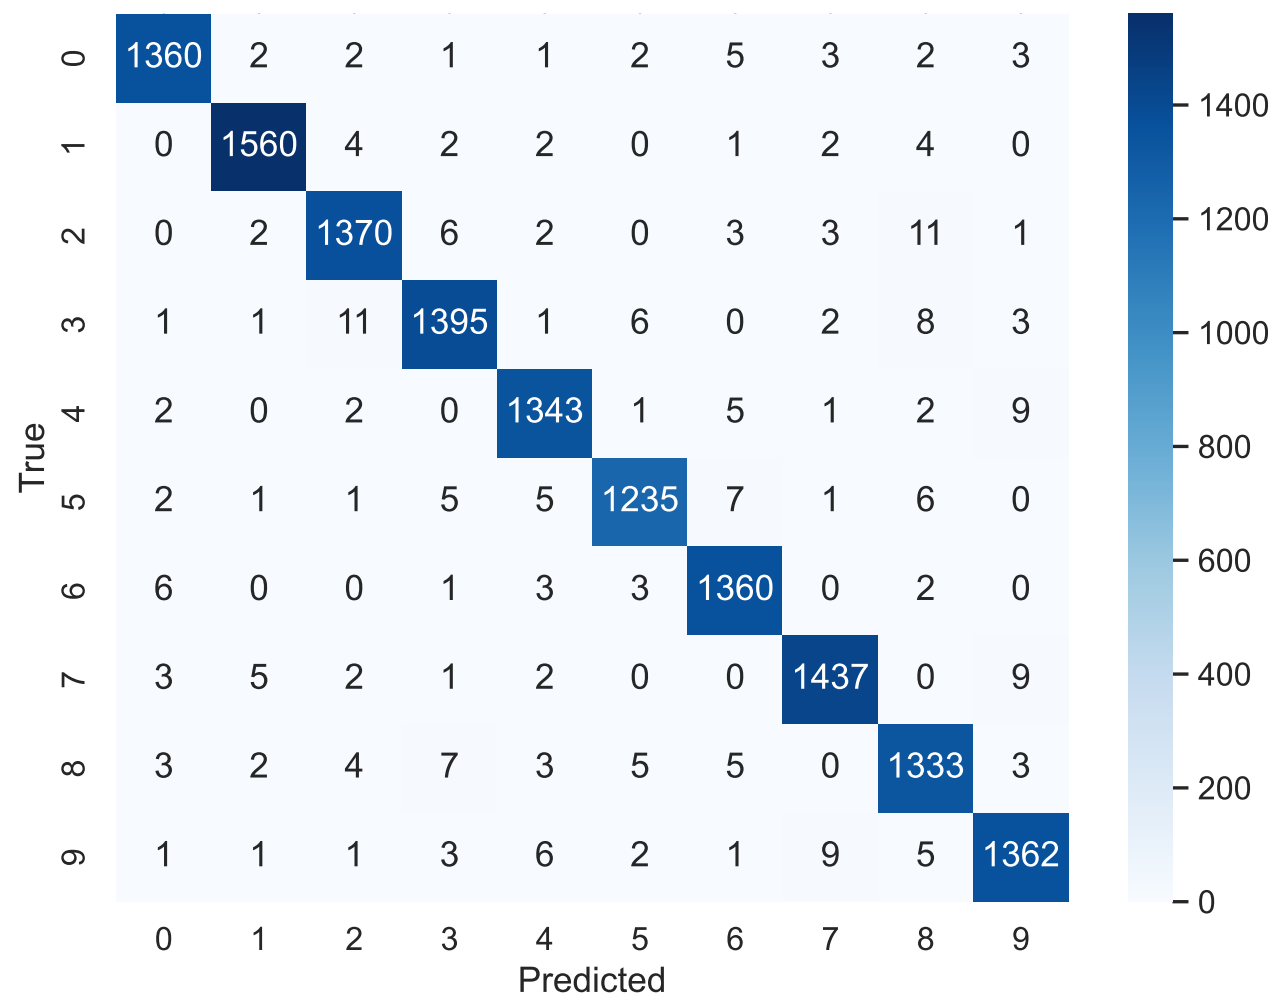 0 1360 2 2 1 1 2 5 3 2 3
1 0 1560 4 2 2 0 1 2 4 0
2 0 2 1370 6 2 0 3 3 11 1
3 1 1 11 1395 1 6 0 2 8 3
4 2 0 2 0 1343 1 5 1 2 9
5 2 1 1 5 5 1235 7 1 6 0
6 6 0 0 1 3 3 1360 0 2 0
7 3 5 2 1 2 0 0 1437 0 9
8 3 2 4 7 3 5 5 0 1333 3
9 1 1 1 3 6 2 1 9 5 1362
0 1 2 3 4 5 6 7 8 9
Predicted
True
1400
1200
1000
800
600
400
200
0